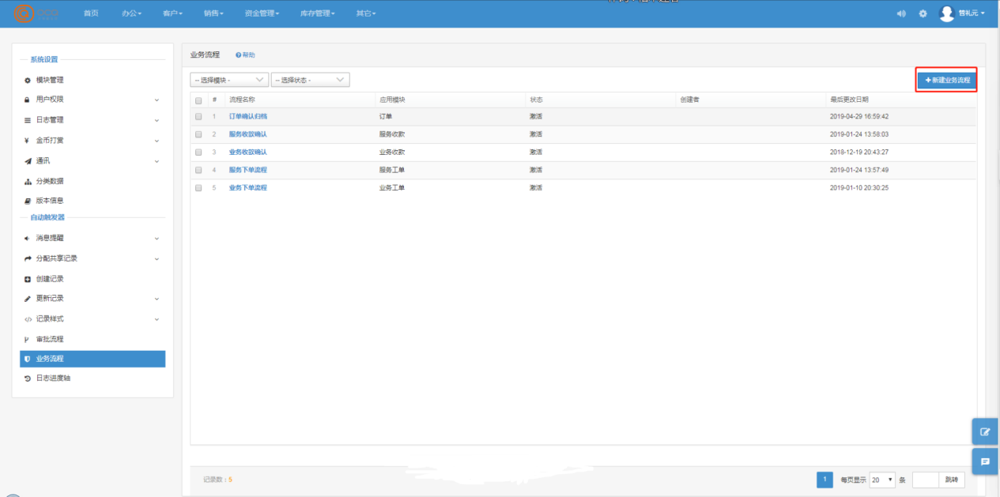 首页 办公 客户 销售 资金管理 库存管理 其它 曾礼元
系统设置
模块管理
用户权限
日志管理
金币打赏
通讯
分类数据
版本信息
自动触发器
消息提醒
分配共享记录
创建记录
更新记录
记录样式
审批流程
业务流程
日志进度轴
业务流程 帮助
-- 选择模块 - -- 选择状态 - +新建业务流程
# 流程名称 应用模块 状态 创建者 最后更改日期
1 订单确认归档 订单 激活 2019-04-29 16:59:42
2 服务收款确认 服务收款 激活 2019-01-24 13:58:03
3 业务收款确认 业务收款 激活 2018-12-19 20:43:27
4 服务下单流程 服务工单 激活 2019-01-24 13:57:49
5 业务下单流程 业务工单 激活 2019-01-10 20:30:25
记录数：5 1 每页显示 20 条 跳转